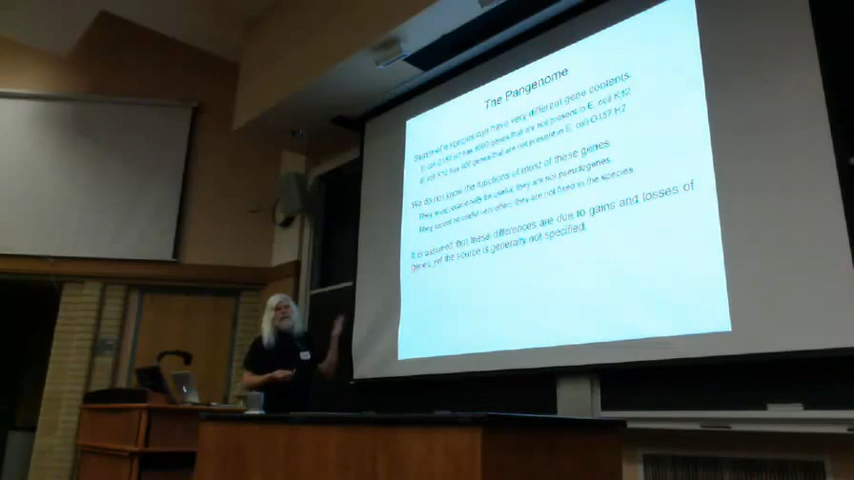 The Pangenome
Strains of a species can have very different gene contents.
E. coli O157 H7 has 1000 genes that are not present in E. coli K12
E. coli K12 has 500 genes that are not present in E. coli O157 H7
We do not know the functions of most of these genes
They must occasionally be useful; they are not pseudogenes.
They cannot be useful very often; they are not fixed in the species.
It is assumed that these differences are due to gains and losses of
genes, yet the source is generally not specified.